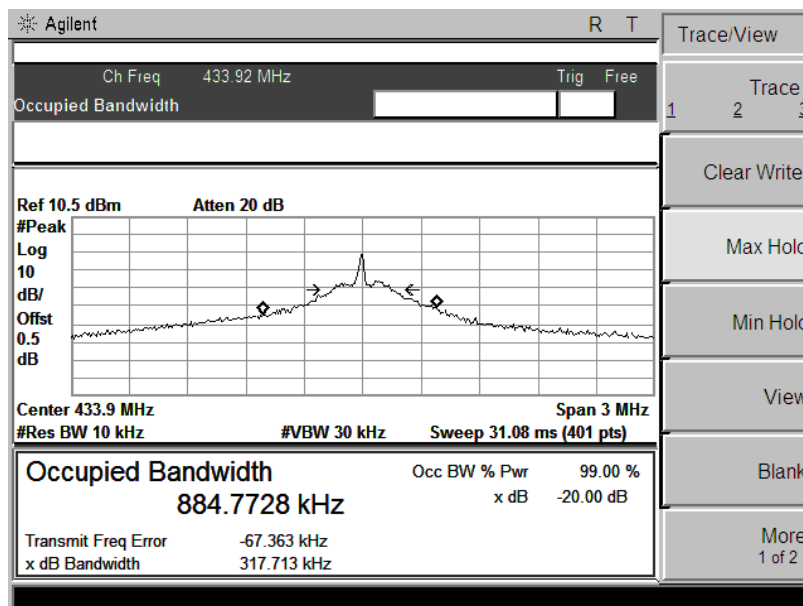 Agilent R T
Ch Freq 433.92 MHz Trig Free
Occupied Bandwidth
Ref 10.5 dBm Atten 20 dB
#Peak
Log
10
dB/
Offst
0.5
dB
Center 433.9 MHz Span 3 MHz
#Res BW 10 kHz #VBW 30 kHz Sweep 31.08 ms (401 pts)
Occupied Bandwidth
884.7728 kHz
Occ BW % Pwr 99.00 %
x dB -20.00 dB
Transmit Freq Error -67.363 kHz
x dB Bandwidth 317.713 kHz
Trace/View
Trace
1 2 3
Clear Write
Max Hold
Min Hold
View
Blank
More
1 of 2